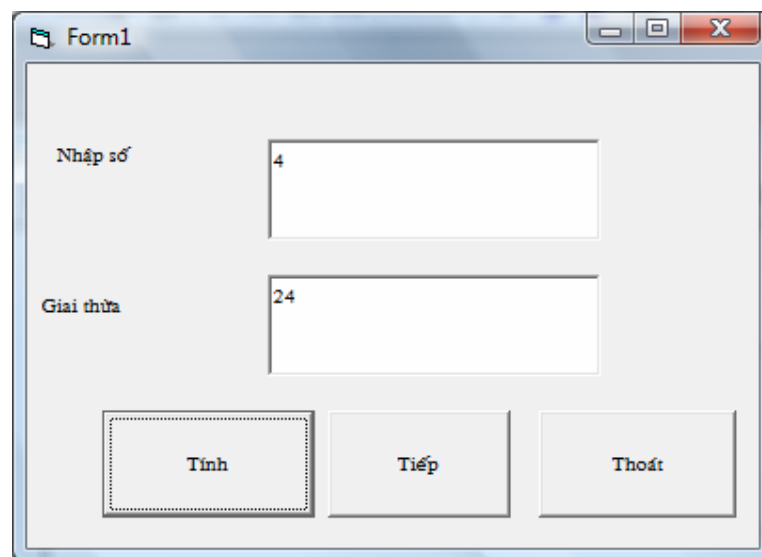 Form1
Nhập số
4
Giai thừa
24
Tính
Tiếp
Thoát